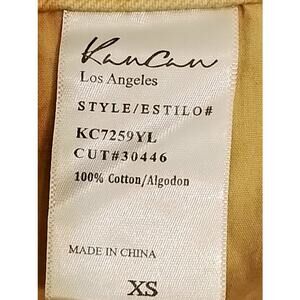 KanCan
Los Angeles
STYLE/ESTILO#
KC7259YL
CUT#30446
100% Cotton/Algodon
MADE IN CHINA
XS